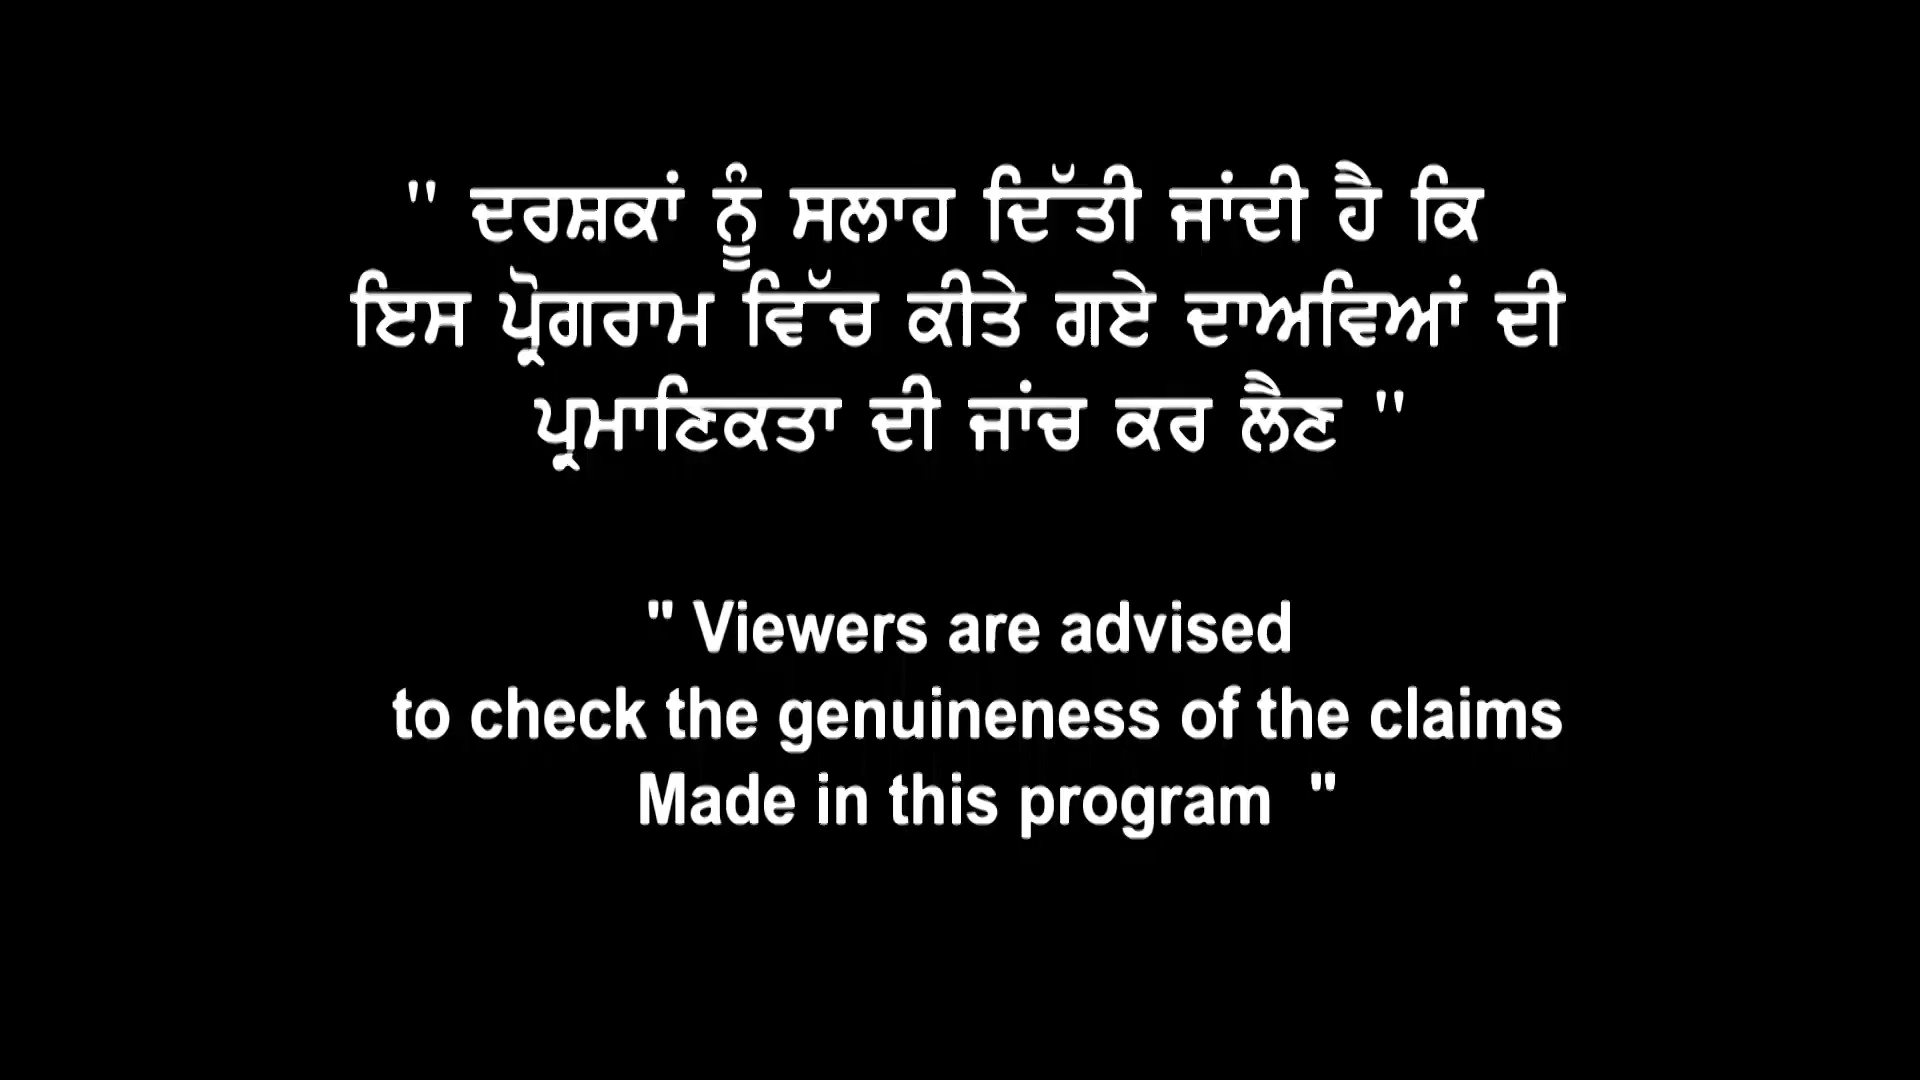 " ਦਰਸ਼ਕਾਂ ਨੂੰ ਸਲਾਹ ਦਿੱਤੀ ਜਾਂਦੀ ਹੈ ਕਿ
ਇਸ ਪ੍ਰੋਗਰਾਮ ਵਿੱਚ ਕੀਤੇ ਗਏ ਦਾਅਵਿਆਂ ਦੀ
ਪ੍ਰਮਾਣਿਕਤਾ ਦੀ ਜਾਂਚ ਕਰ ਲੈਣ "
" Viewers are advised
to check the genuineness of the claims
Made in this program "